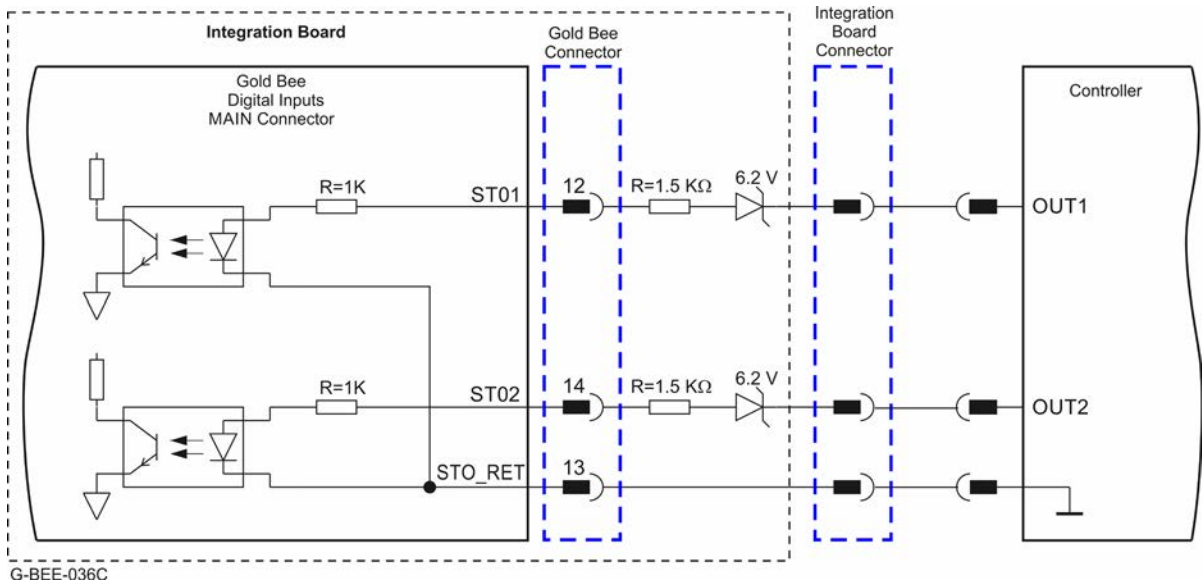 Integration Board
Gold Bee
Connector
Integration
Board
Connector
Gold Bee
Digital Inputs
MAIN Connector
Controller
R=1K
ST01
12
R=1.5 KΩ
6.2 V
OUT1
R=1K
ST02
14
R=1.5 KΩ
6.2 V
OUT2
STO_RET
13
G-BEE-036C